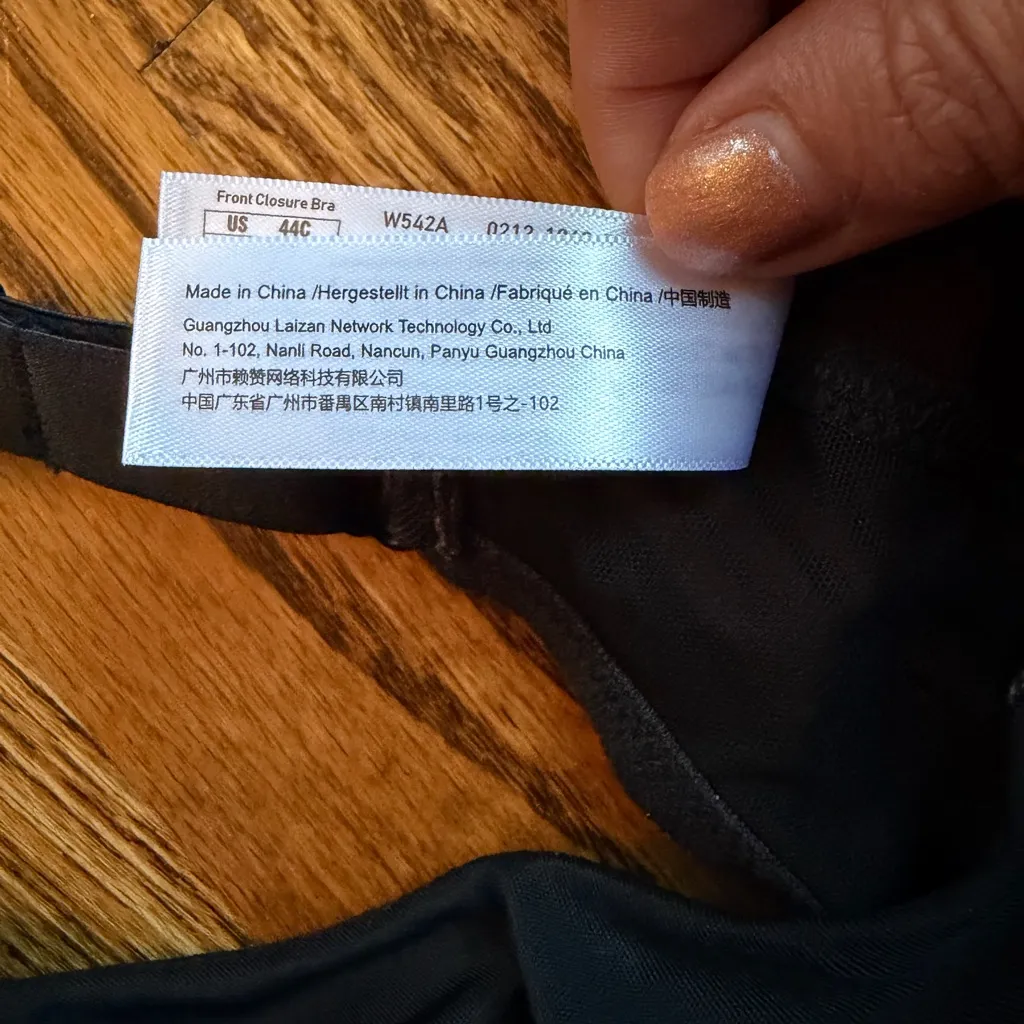 Front Closure Bra
US 44C W542A 0212
Made in China /Hergestellt in China /Fabriqué en China /中国制造
Guangzhou Laizan Network Technology Co., Ltd
No. 1-102, Nanli Road, Nancun, Panyu Guangzhou China
广州市赖赞网络科技有限公司
中国广东省广州市番禺区南村镇南里路1号之-102